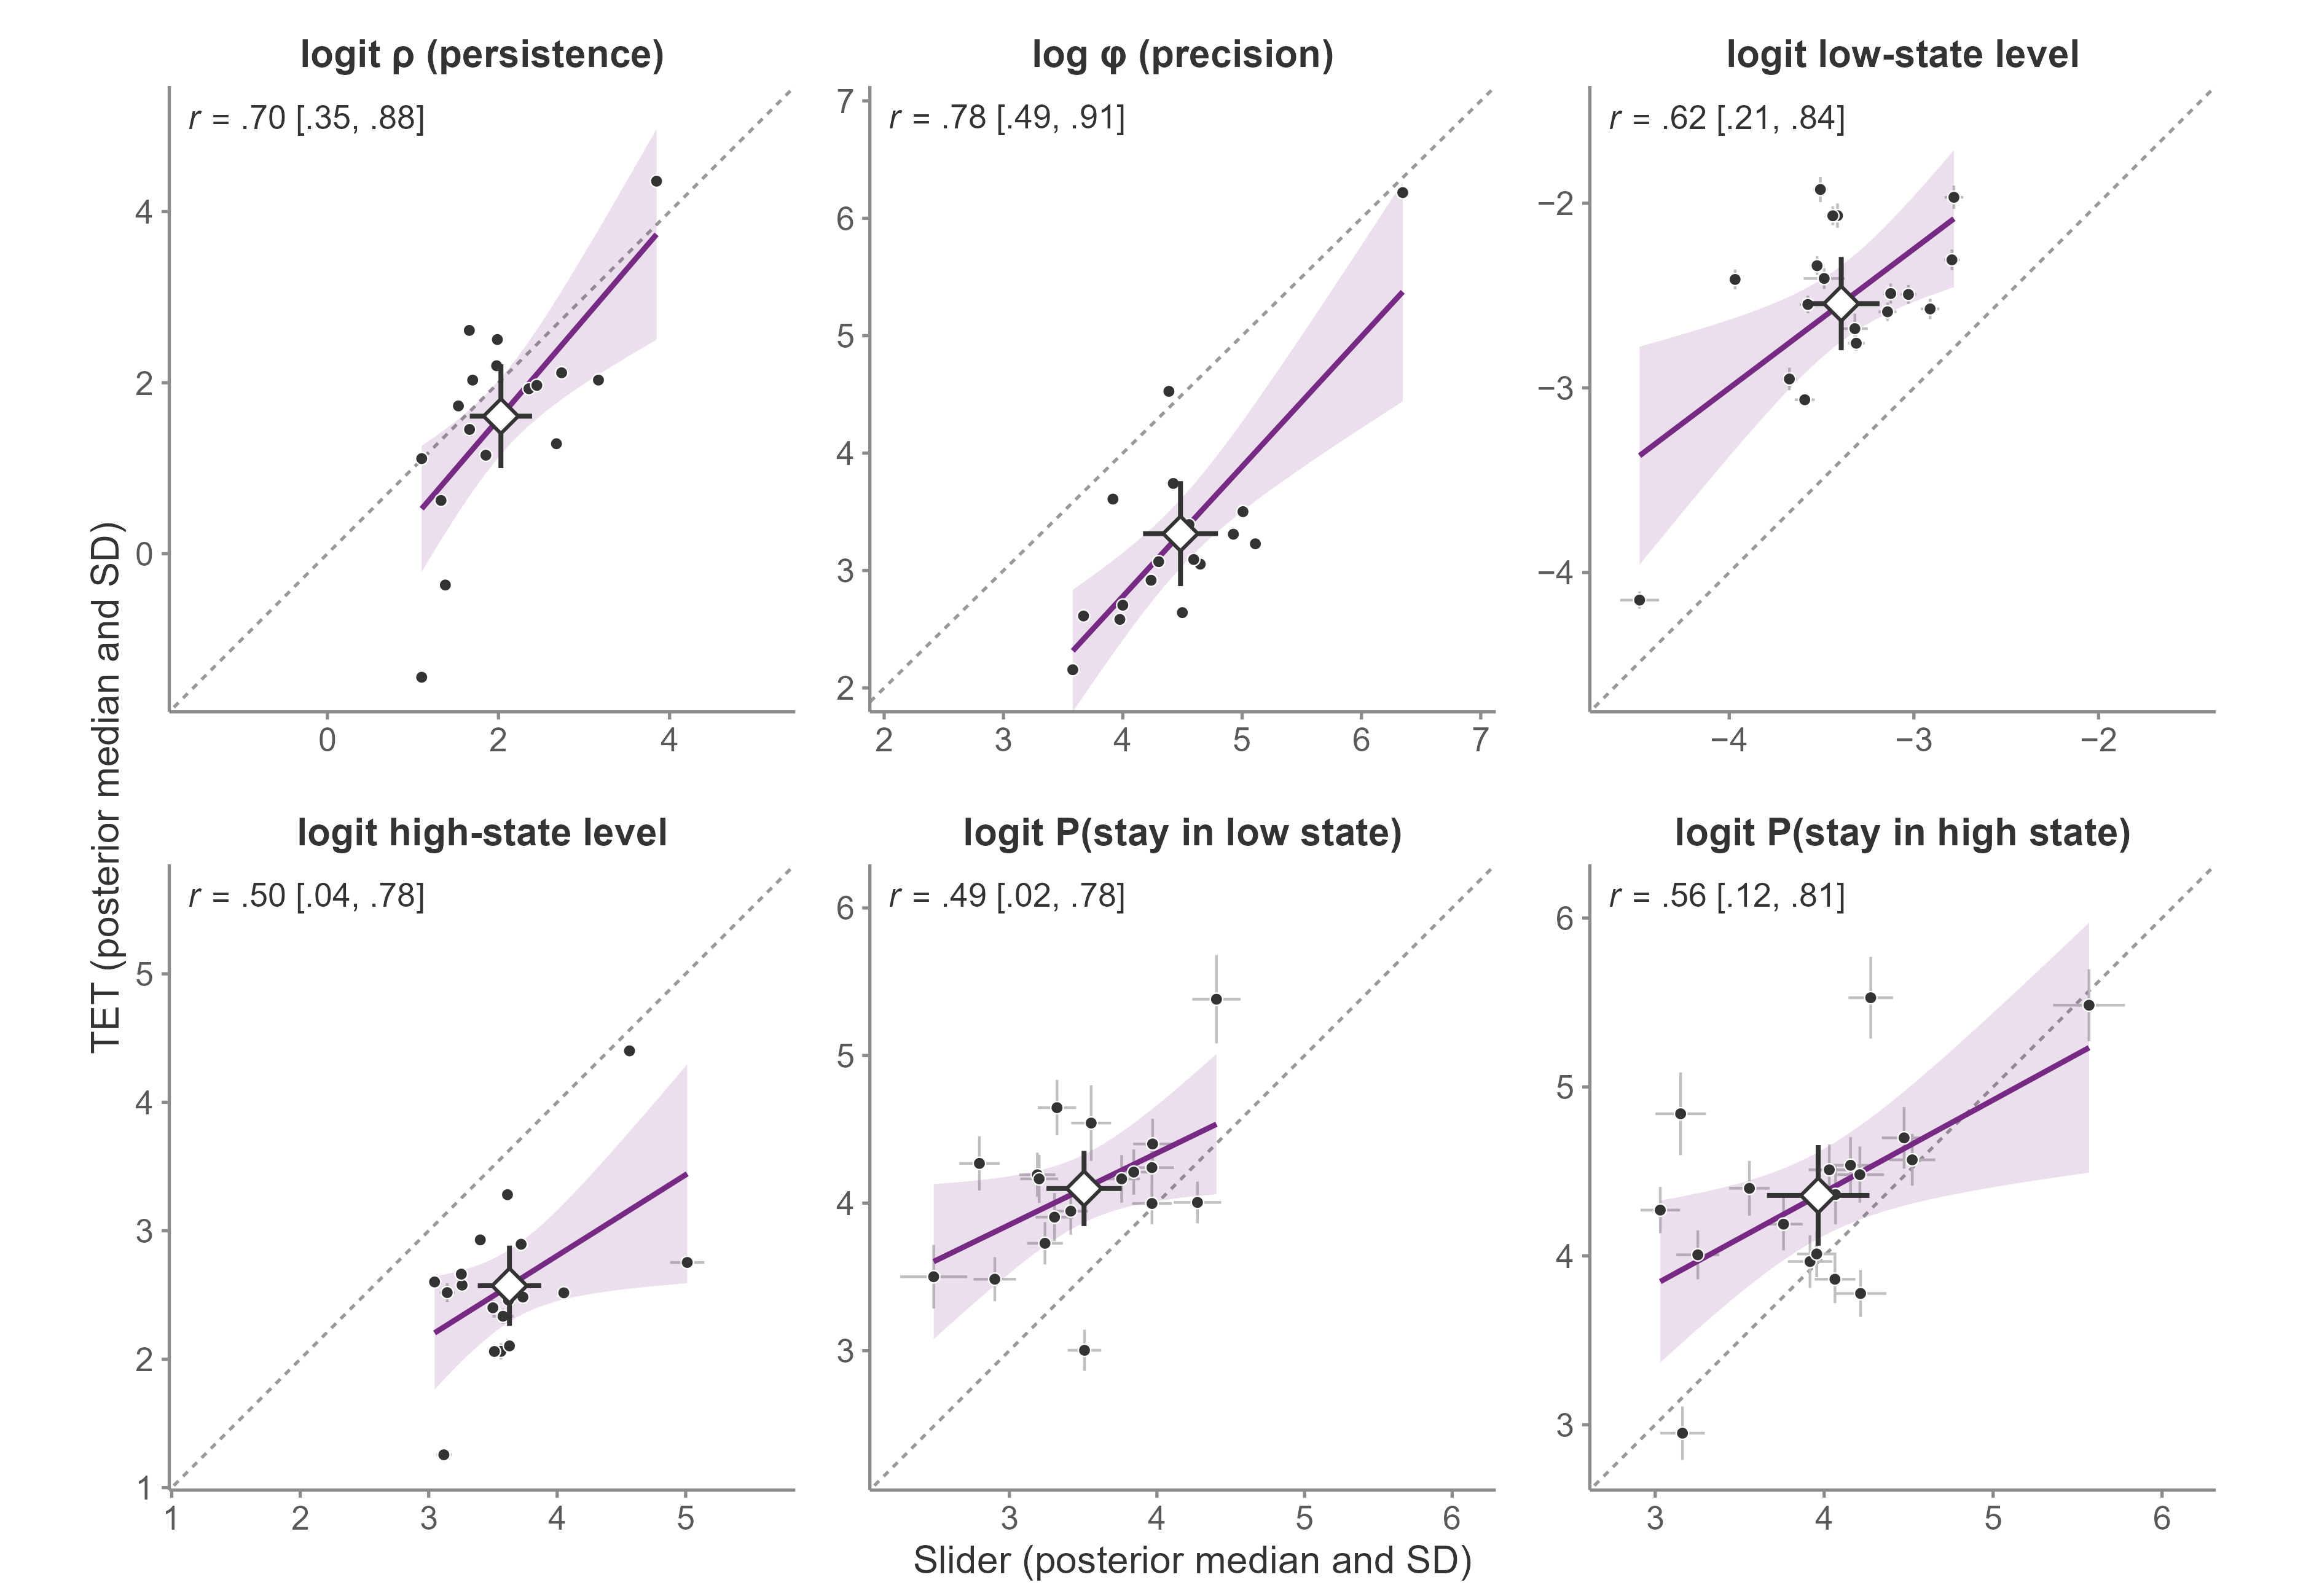 logit ρ (persistence)
r = .70 [.35, .88]
4
2
0
0 2 4
log φ (precision)
r = .78 [.49, .91]
7
6
5
4
3
2
2 3 4 5 6 7
logit low-state level
r = .62 [.21, .84]
−2
−3
−4
−4 −3 −2
TET (posterior median and SD)
logit high-state level
r = .50 [.04, .78]
5
4
3
2
1
1 2 3 4 5
logit P(stay in low state)
r = .49 [.02, .78]
6
5
4
3
3 4 5 6
logit P(stay in high state)
r = .56 [.12, .81]
6
5
4
3
3 4 5 6
Slider (posterior median and SD)